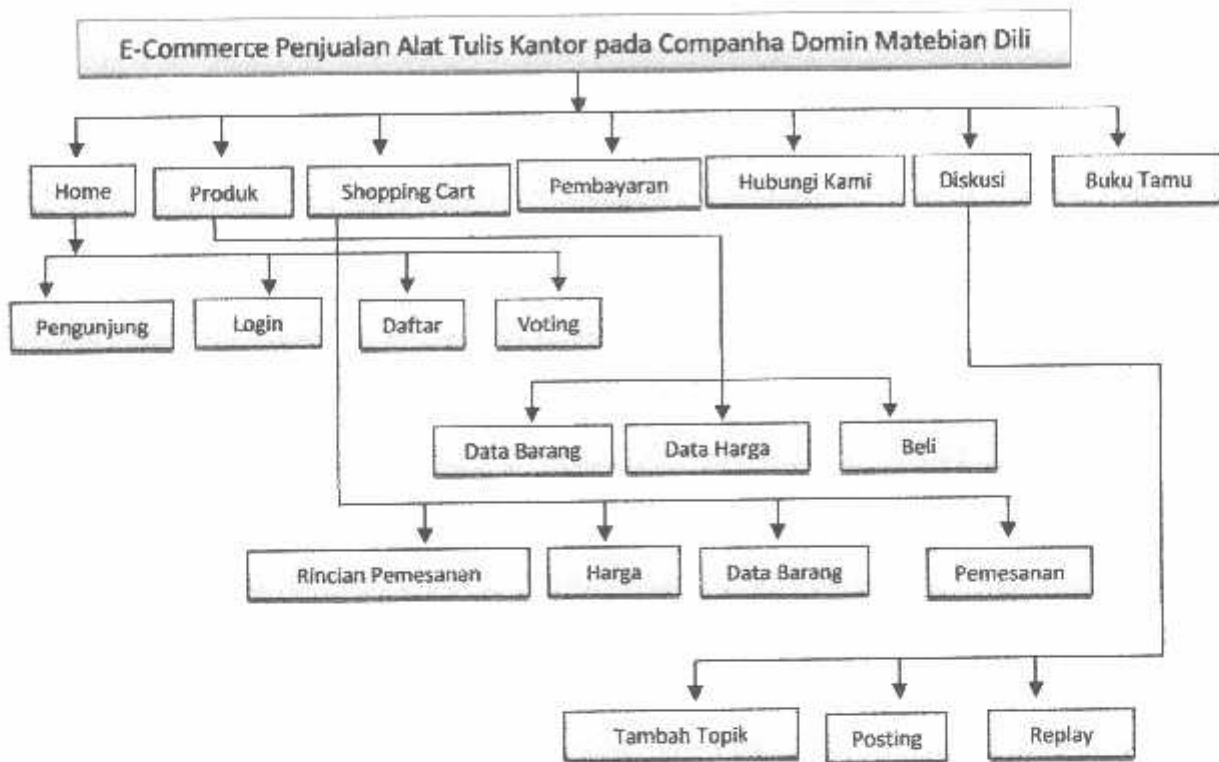 E-Commerce Penjualan Alat Tulis Kantor pada Companha Domin Matebian Dili
Home
Produk
Shopping Cart
Pembayaran
Hubungi Kami
Diskusi
Buku Tamu
Pengunjung
Login
Daftar
Voting
Data Barang
Data Harga
Beli
Rincian Pemesanan
Harga
Data Barang
Pemesanan
Tambah Topik
Posting
Replay